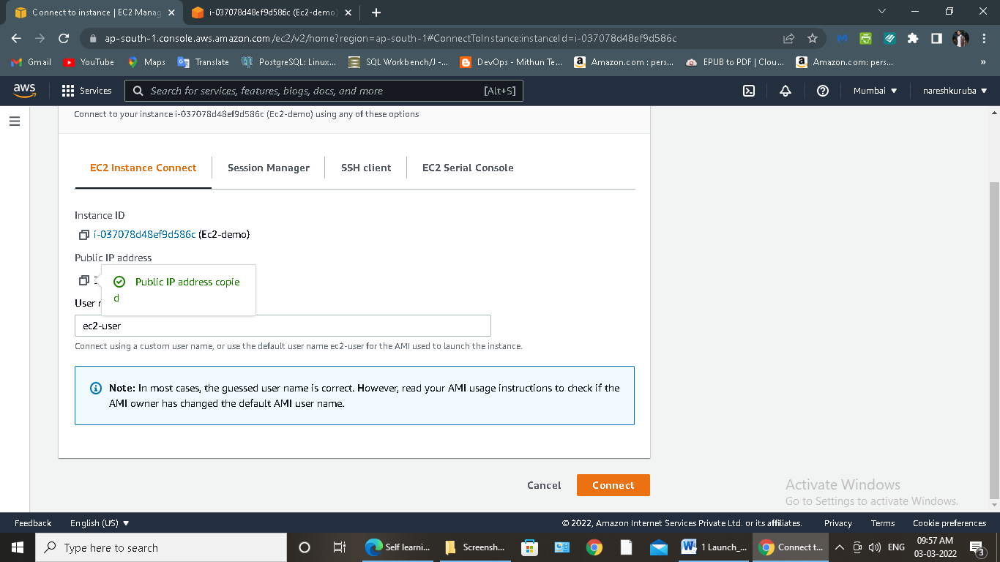 Connect to instance | EC2 Manag
i-037078d48ef9d586c (Ec2-demo)
ap-south-1.console.aws.amazon.com/ec2/v2/home?region=ap-south-1#ConnectToInstance:instanceId=i-037078d48ef9d586c
Gmail YouTube Maps Translate PostgreSQL: Linux... SQL Workbench/J -... DevOps - Mithun Te... Amazon.com : pers... EPUB to PDF | Clou... Amazon.com: pers... »
aws Services Search for services, features, blogs, docs, and more [Alt+S] Mumbai nareshkuruba
Connect to your instance i-037078d48ef9d586c (Ec2-demo) using any of these options
EC2 Instance Connect Session Manager SSH client EC2 Serial Console
Instance ID
i-037078d48ef9d586c (Ec2-demo)
Public IP address
Public IP address copie
d
User
ec2-user
Connect using a custom user name, or use the default user name ec2-user for the AMI used to launch the instance.
Note: In most cases, the guessed user name is correct. However, read your AMI usage instructions to check if the
AMI owner has changed the default AMI user name.
Cancel Connect
Activate Windows
Go to Settings to activate Windows.
Feedback English (US) © 2022, Amazon Internet Services Private Ltd. or its affiliates. Privacy Terms Cookie preferences
Type here to search Self learni... Screensh... 1 Launch_... Connect t... ENG 09:57 AM
03-03-2022 3